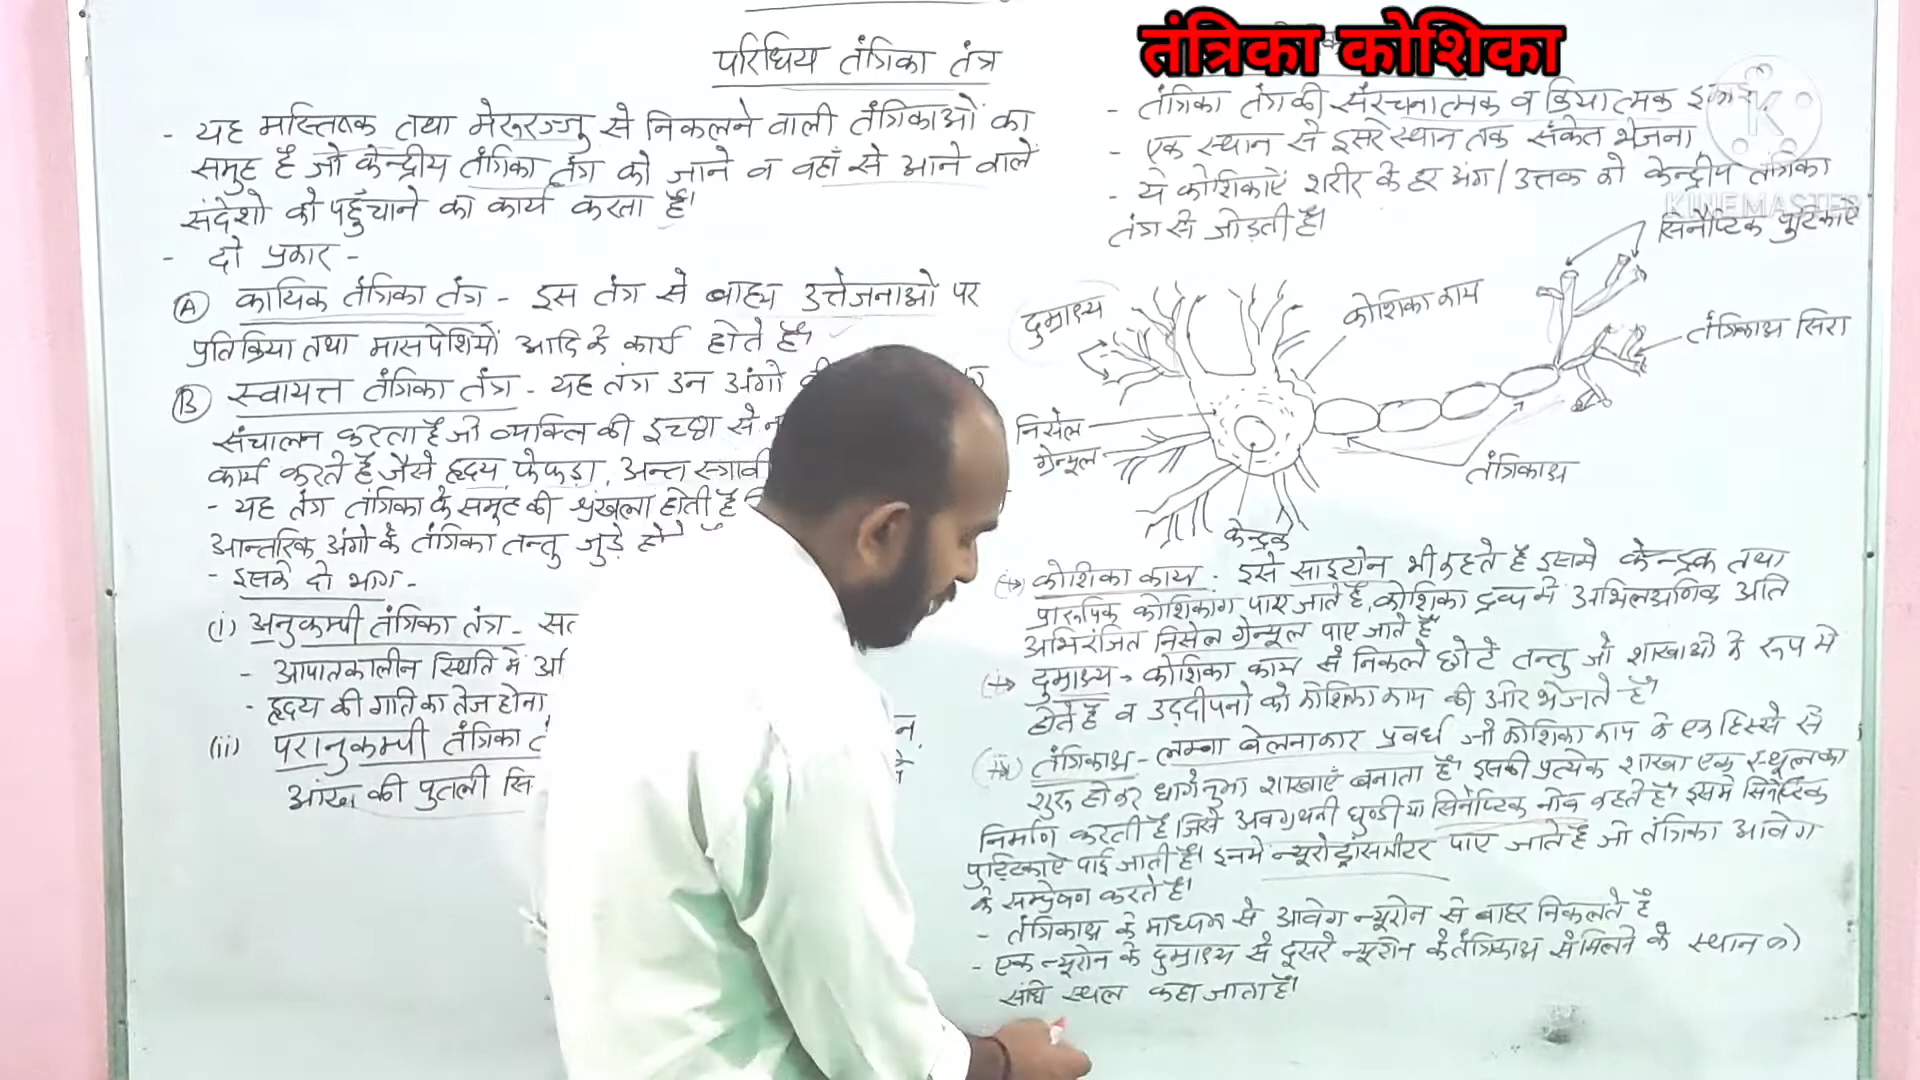 परिधिय तंत्रिका तंत्र
- यह मस्तिष्क तथा मेरूरज्जु से निकलने वाली तंत्रिकाओं का
समुह है जो केन्द्रीय तंत्रिका तंत्र को जाने व वहाँ से आने वाले
संदेशो को पहुँचाने का कार्य करता है।
- दो प्रकार -
(A) कायिक तंत्रिका तंत्र - इस तंत्र से बाह्य उत्तेजनाओ पर
प्रतिक्रिया तथा मासपेशियों आदि के कार्य होते है।
(B) स्वायत्त तंत्रिका तंत्र - यह तंत्र उन अंगो
संचालन करता है जो व्यक्ति की इच्छा से
कार्य करते है जैसे हृदय, फेफड़ा, अन्त स्त्रावी
- यह तंत्र तंत्रिका के समूह की श्रृंखला होती है
आन्तरिक अंगो के तंत्रिका तन्तु जुड़े होते
- इसके दो भाग -
(i) अनुकम्पी तंत्रिका तंत्र -
- आपातकालीन स्थिति मे
- हृदय की गति का तेज होना
(ii) परानुकम्पी तंत्रिका
आंख की पुतली
तंत्रिका कोशिका
- तंत्रिका तंत्र की संरचनात्मक व क्रियात्मक
- एक स्थान से दुसरे स्थान तक संकेत भेजना
- ये कोशिकाएं शरीर के हर अंग/उत्तक को केन्द्रीय तंत्रिका
तंत्र से जोड़ती है।
K
KINEMASTER
सिनैप्टिक पुटिकाऐं
द्रुमाक्ष्य
कोशिका काय
तंत्रिकाक्ष सिरा
निसेल
ग्रेन्यूल
तंत्रिकाक्ष
केन्द्रक
(i)→ कोशिका काय - इसे साइटोन भी कहते है इसमे केन्द्रक तथा
प्रारूपिक कोशिकांग पाए जाते है, कोशिका द्रव्य मे अभिलक्षणिक अति
अभिरंजित निसेल ग्रेन्यूल पाए जाते है
(ii)→ द्रुमाक्ष्य → कोशिका काय से निकले छोटे तन्तु जो शाखाओ के रूप मे
होते है व उद्दीपनो को कोशिका काय की ओर भेजते है
(iii) तंत्रिकाक्ष - लम्बा बेलनाकार प्रवर्ध जो कोशिका काय के एक हिस्से से
शुरू होकर धागेनुमा शाखाएँ बनाता है। इसकी प्रत्येक शाखा एक स्थूल का
निर्माण करती है जिसे अवग्रथनी घुण्डी या सिनेप्टिक नोब कहते है। इसमे सिनेप्टिक
पुटिकाऐ पाई जाती है। इनमे न्यूरोट्रांसमीटर पाए जाते है जो तंत्रिका आवेग
के सम्प्रेषण करते है।
- तंत्रिकाक्ष के माध्यम से आवेग न्यूरोन से बाहर निकलते है
- एक न्यूरोन के द्रुमाक्ष्य से दूसरे न्यूरोन के तंत्रिकाक्ष से मिलने के स्थान को
संधि स्थल कहा जाता है।